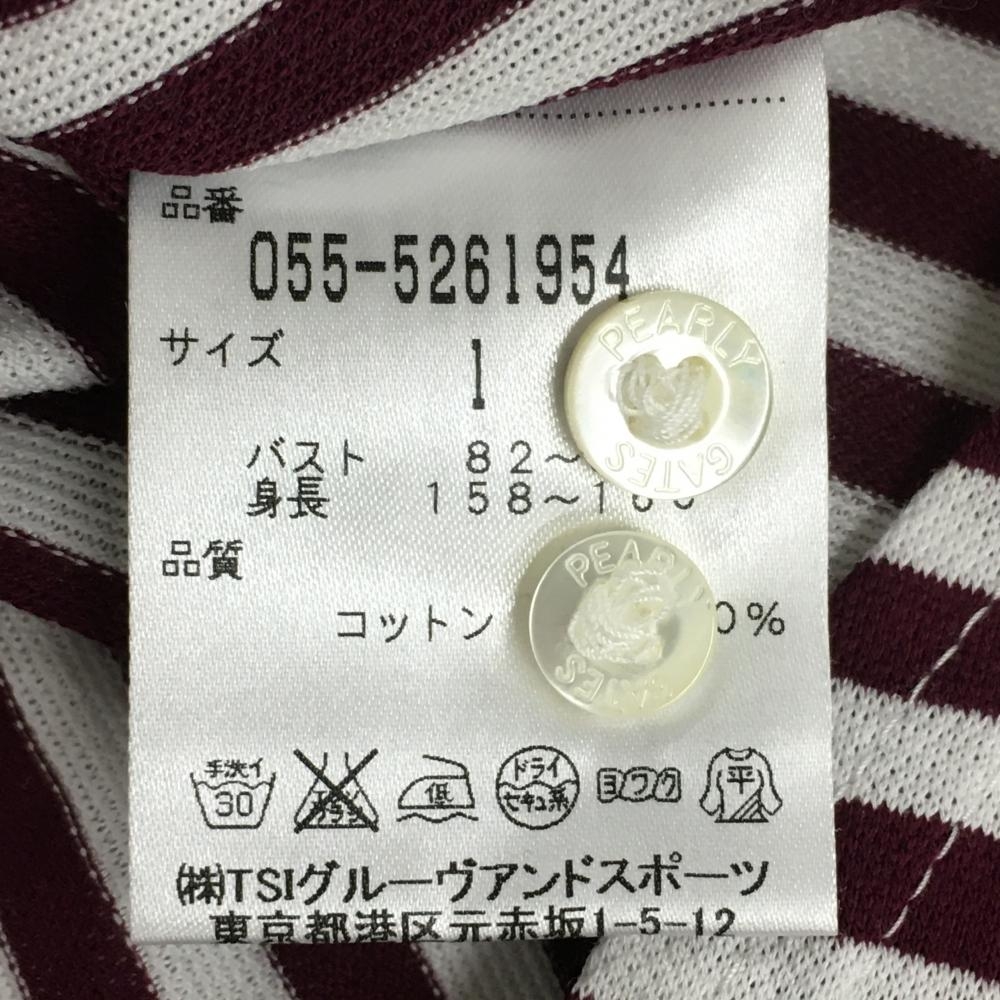 品番
055-5261954
サイズ 1
バスト 82～
身長 158～16
品質
コットン 0%
PEARLY GATES
PEARLY GATES
手洗イ 30 低 ドライ セキユ系 ヨワク 平
㈱TSIグルーヴアンドスポーツ
東京都港区元赤坂1-5-12